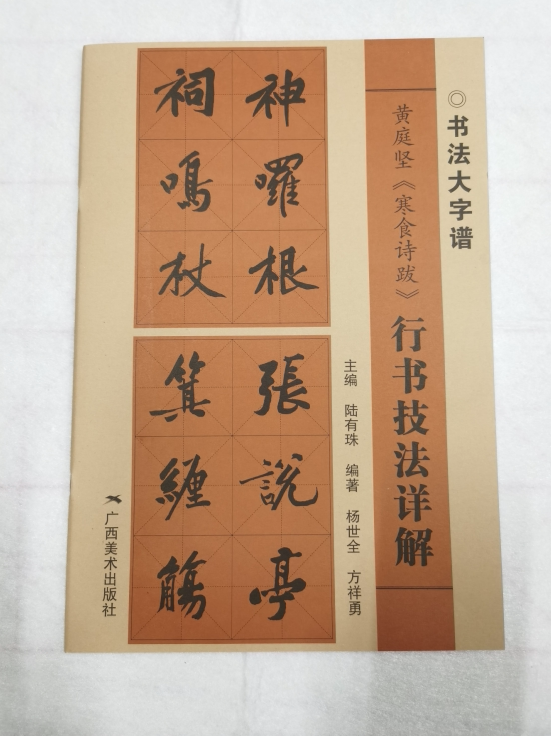 ◎书法大字谱
黄庭坚《寒食诗跋》行书技法详解
主编 陆有珠 编著 杨世全 方祥勇
神囉根
祠鳴杖
張説亭
箕纏觴
广西美术出版社